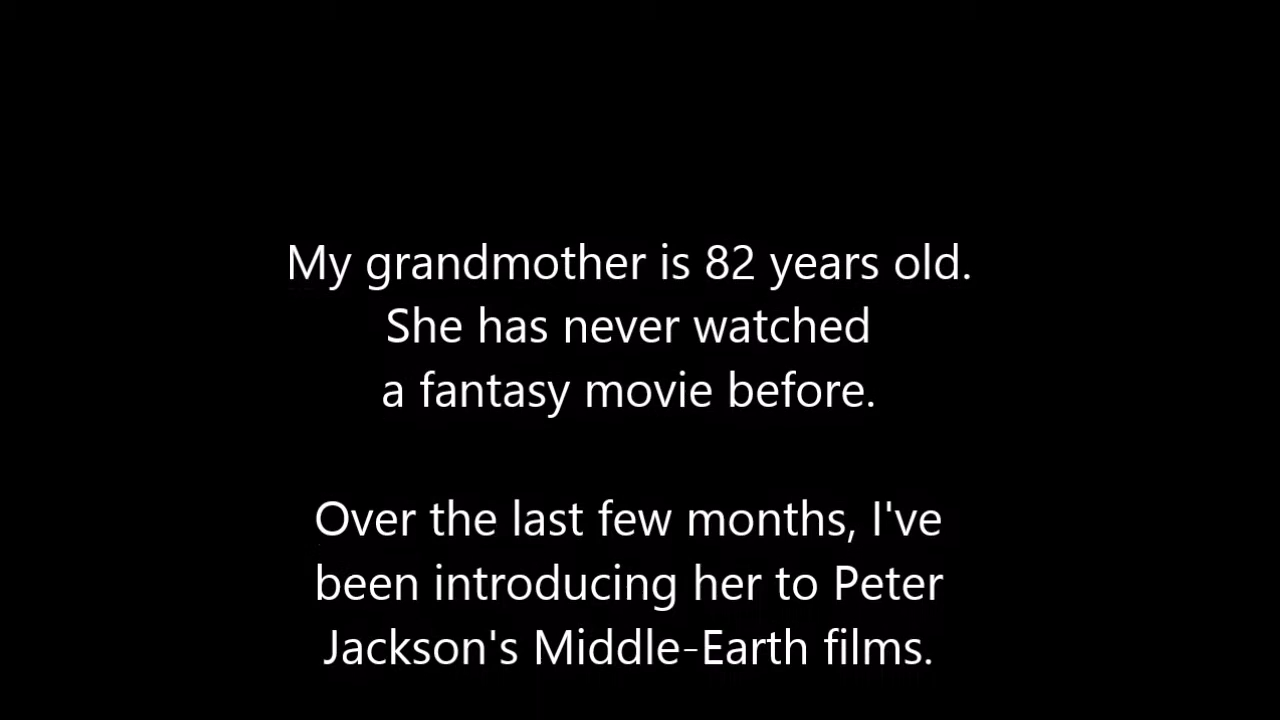 My grandmother is 82 years old.
She has never watched
a fantasy movie before.
Over the last few months, I've
been introducing her to Peter
Jackson's Middle-Earth films.